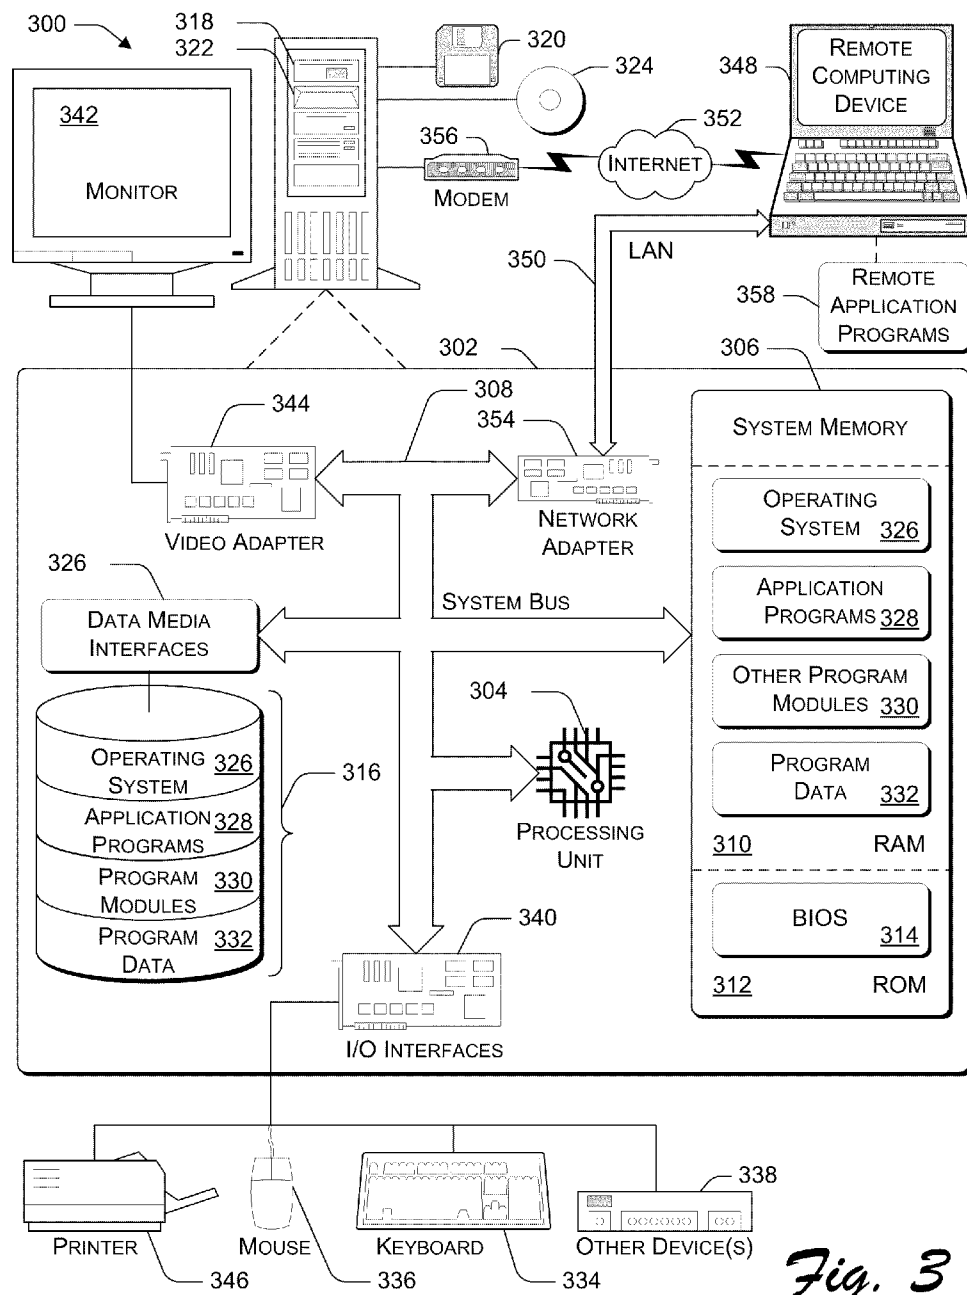 300
318
322
320
324
348
REMOTE
COMPUTING
DEVICE
342
MONITOR
356
MODEM
352
INTERNET
350
LAN
358
REMOTE
APPLICATION
PROGRAMS
302
306
308
344
354
VIDEO ADAPTER
NETWORK
ADAPTER
SYSTEM MEMORY
OPERATING
SYSTEM 326
APPLICATION
PROGRAMS 328
OTHER PROGRAM
MODULES 330
PROGRAM
DATA 332
310 RAM
BIOS 314
312 ROM
326
DATA MEDIA
INTERFACES
SYSTEM BUS
304
PROCESSING
UNIT
OPERATING
SYSTEM 326
APPLICATION
PROGRAMS 328
PROGRAM
MODULES 330
PROGRAM
DATA 332
316
340
I/O INTERFACES
PRINTER
346
MOUSE
336
KEYBOARD
334
338
OTHER DEVICE(S)
Fig. 3